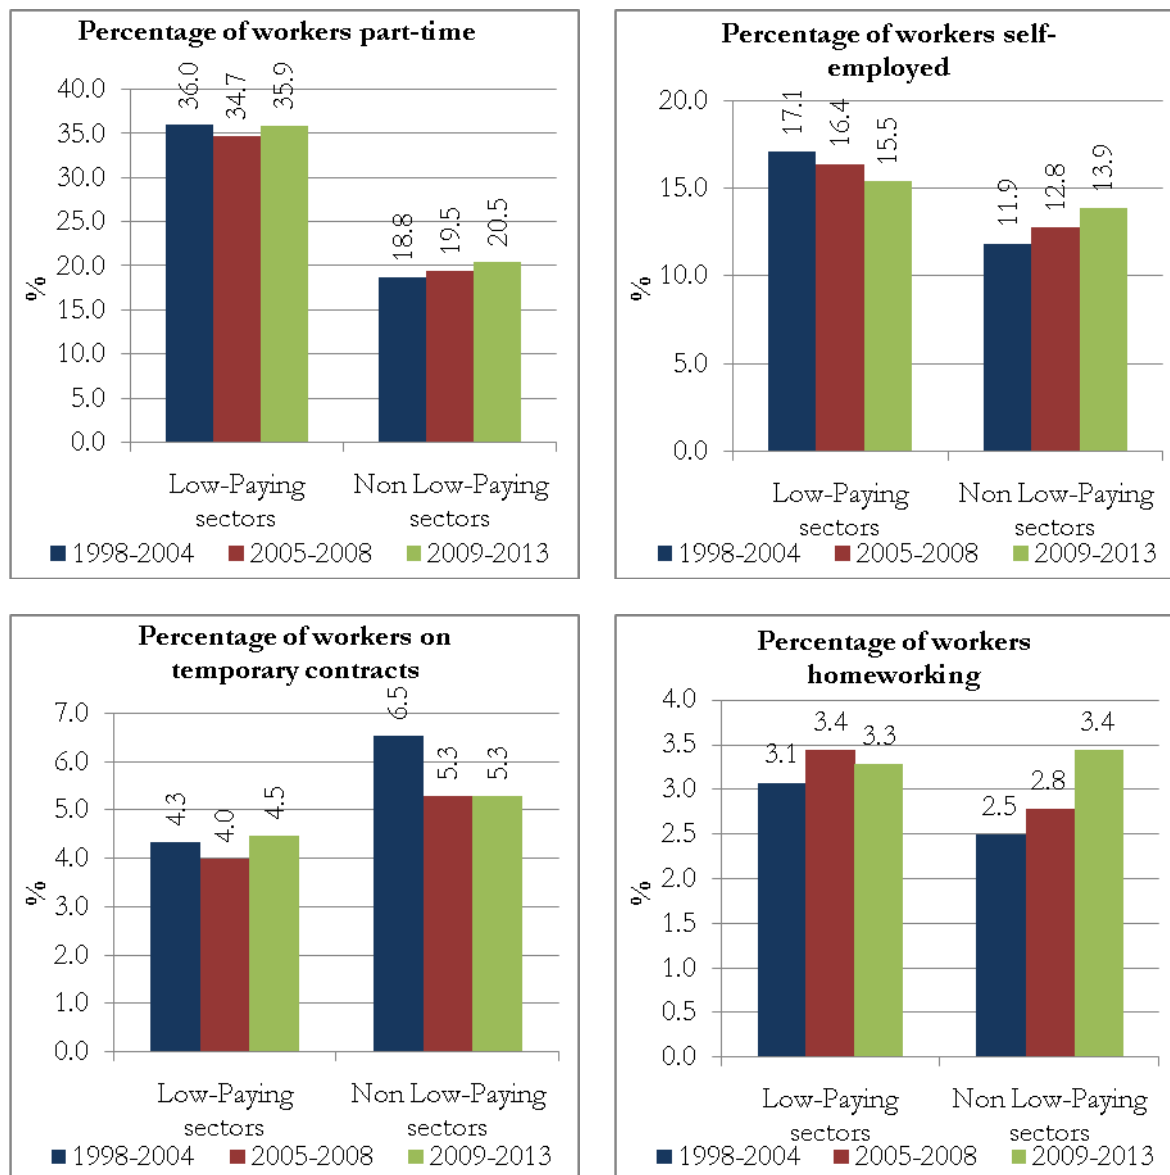 Percentage of workers part-time
40.0
35.0
30.0
25.0
20.0
15.0
10.0
5.0
0.0
%
36.0
34.7
35.9
18.8
19.5
20.5
Low-Paying
sectors
Non Low-Paying
sectors
1998-2004 2005-2008 2009-2013
Percentage of workers self-
employed
20.0
15.0
10.0
5.0
0.0
%
17.1
16.4
15.5
11.9
12.8
13.9
Low-Paying
sectors
Non Low-Paying
sectors
1998-2004 2005-2008 2009-2013
Percentage of workers on
temporary contracts
7.0
6.0
5.0
4.0
3.0
2.0
1.0
0.0
%
4.3
4.0
4.5
6.5
5.3
5.3
Low-Paying
sectors
Non Low-Paying
sectors
1998-2004 2005-2008 2009-2013
Percentage of workers
homeworking
4.0
3.5
3.0
2.5
2.0
1.5
1.0
0.5
0.0
%
3.1
3.4
3.3
2.5
2.8
3.4
Low-Paying
sectors
Non Low-Paying
sectors
1998-2004 2005-2008 2009-2013